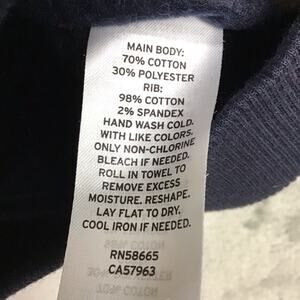 MAIN BODY:
70% COTTON
30% POLYESTER
RIB:
98% COTTON
2% SPANDEX
HAND WASH COLD.
WITH LIKE COLORS.
ONLY NON-CHLORINE
BLEACH IF NEEDED.
ROLL IN TOWEL TO
REMOVE EXCESS
MOISTURE. RESHAPE.
LAY FLAT TO DRY.
COOL IRON IF NEEDED.
RN58665
CA57963